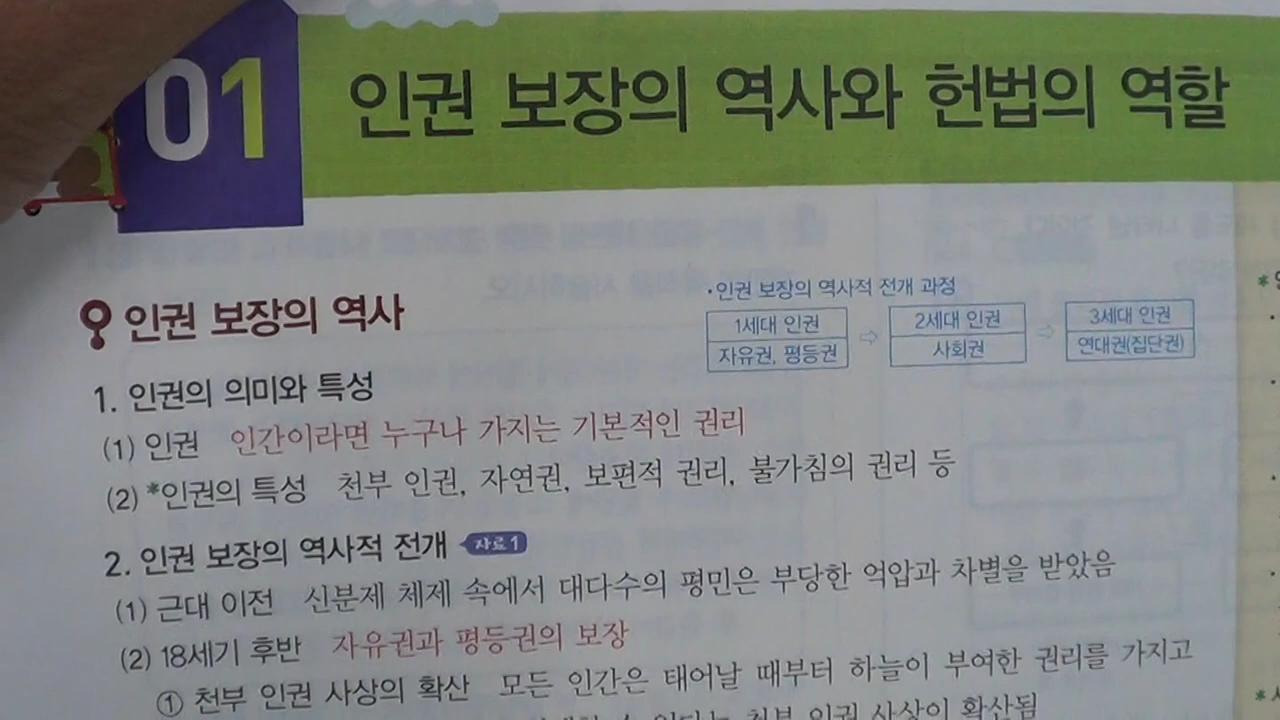 01
인권 보장의 역사와 헌법의 역할
인권 보장의 역사
•인권 보장의 역사적 전개 과정
1세대 인권 ⇨ 2세대 인권 ⇨ 3세대 인권
자유권, 평등권 사회권 연대권(집단권)
1. 인권의 의미와 특성
(1) 인권 인간이라면 누구나 가지는 기본적인 권리
(2) *인권의 특성 천부 인권, 자연권, 보편적 권리, 불가침의 권리 등
2. 인권 보장의 역사적 전개 자료1
(1) 근대 이전 신분제 체제 속에서 대다수의 평민은 부당한 억압과 차별을 받았음
(2) 18세기 후반 자유권과 평등권의 보장
① 천부 인권 사상의 확산 모든 인간은 태어날 때부터 하늘이 부여한 권리를 가지고
천부 인권 사상이 확산됨